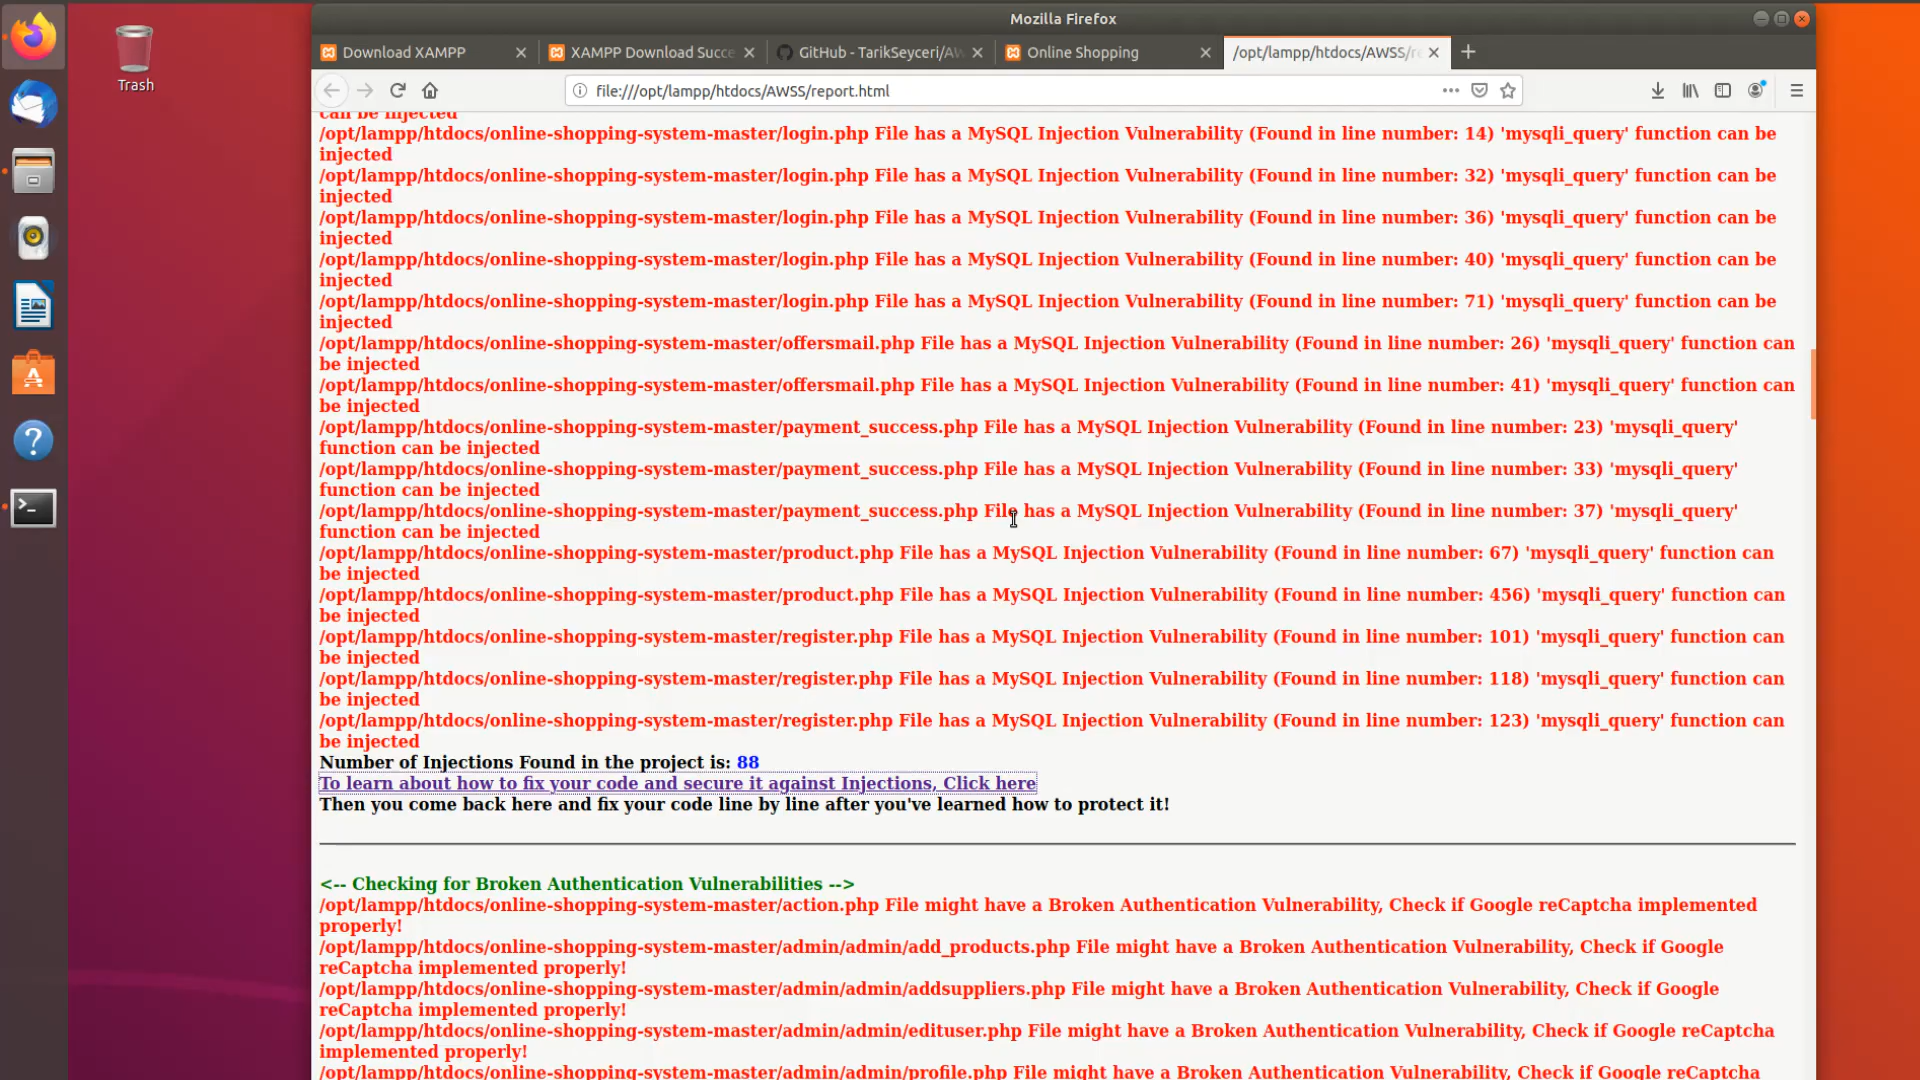 Mozilla Firefox
Trash
Download XAMPP
XAMPP Download Succe
GitHub - TarikSeyceri/AW
Online Shopping
/opt/lampp/htdocs/AWSS/re
file:///opt/lampp/htdocs/AWSS/report.html
can be injected
/opt/lampp/htdocs/online-shopping-system-master/login.php File has a MySQL Injection Vulnerability (Found in line number: 14) 'mysqli_query' function can be
injected
/opt/lampp/htdocs/online-shopping-system-master/login.php File has a MySQL Injection Vulnerability (Found in line number: 32) 'mysqli_query' function can be
injected
/opt/lampp/htdocs/online-shopping-system-master/login.php File has a MySQL Injection Vulnerability (Found in line number: 36) 'mysqli_query' function can be
injected
/opt/lampp/htdocs/online-shopping-system-master/login.php File has a MySQL Injection Vulnerability (Found in line number: 40) 'mysqli_query' function can be
injected
/opt/lampp/htdocs/online-shopping-system-master/login.php File has a MySQL Injection Vulnerability (Found in line number: 71) 'mysqli_query' function can be
injected
/opt/lampp/htdocs/online-shopping-system-master/offersmail.php File has a MySQL Injection Vulnerability (Found in line number: 26) 'mysqli_query' function can
be injected
/opt/lampp/htdocs/online-shopping-system-master/offersmail.php File has a MySQL Injection Vulnerability (Found in line number: 41) 'mysqli_query' function can
be injected
/opt/lampp/htdocs/online-shopping-system-master/payment_success.php File has a MySQL Injection Vulnerability (Found in line number: 23) 'mysqli_query'
function can be injected
/opt/lampp/htdocs/online-shopping-system-master/payment_success.php File has a MySQL Injection Vulnerability (Found in line number: 33) 'mysqli_query'
function can be injected
/opt/lampp/htdocs/online-shopping-system-master/payment_success.php File has a MySQL Injection Vulnerability (Found in line number: 37) 'mysqli_query'
function can be injected
/opt/lampp/htdocs/online-shopping-system-master/product.php File has a MySQL Injection Vulnerability (Found in line number: 67) 'mysqli_query' function can
be injected
/opt/lampp/htdocs/online-shopping-system-master/product.php File has a MySQL Injection Vulnerability (Found in line number: 456) 'mysqli_query' function can
be injected
/opt/lampp/htdocs/online-shopping-system-master/register.php File has a MySQL Injection Vulnerability (Found in line number: 101) 'mysqli_query' function can
be injected
/opt/lampp/htdocs/online-shopping-system-master/register.php File has a MySQL Injection Vulnerability (Found in line number: 118) 'mysqli_query' function can
be injected
/opt/lampp/htdocs/online-shopping-system-master/register.php File has a MySQL Injection Vulnerability (Found in line number: 123) 'mysqli_query' function can
be injected
Number of Injections Found in the project is: 88
To learn about how to fix your code and secure it against Injections, Click here
Then you come back here and fix your code line by line after you've learned how to protect it!
<-- Checking for Broken Authentication Vulnerabilities -->
/opt/lampp/htdocs/online-shopping-system-master/action.php File might have a Broken Authentication Vulnerability, Check if Google reCaptcha implemented
properly!
/opt/lampp/htdocs/online-shopping-system-master/admin/admin/add_products.php File might have a Broken Authentication Vulnerability, Check if Google
reCaptcha implemented properly!
/opt/lampp/htdocs/online-shopping-system-master/admin/admin/addsuppliers.php File might have a Broken Authentication Vulnerability, Check if Google
reCaptcha implemented properly!
/opt/lampp/htdocs/online-shopping-system-master/admin/admin/edituser.php File might have a Broken Authentication Vulnerability, Check if Google reCaptcha
implemented properly!
/opt/lampp/htdocs/online-shopping-system-master/admin/admin/profile.php File might have a Broken Authentication Vulnerability, Check if Google reCaptcha